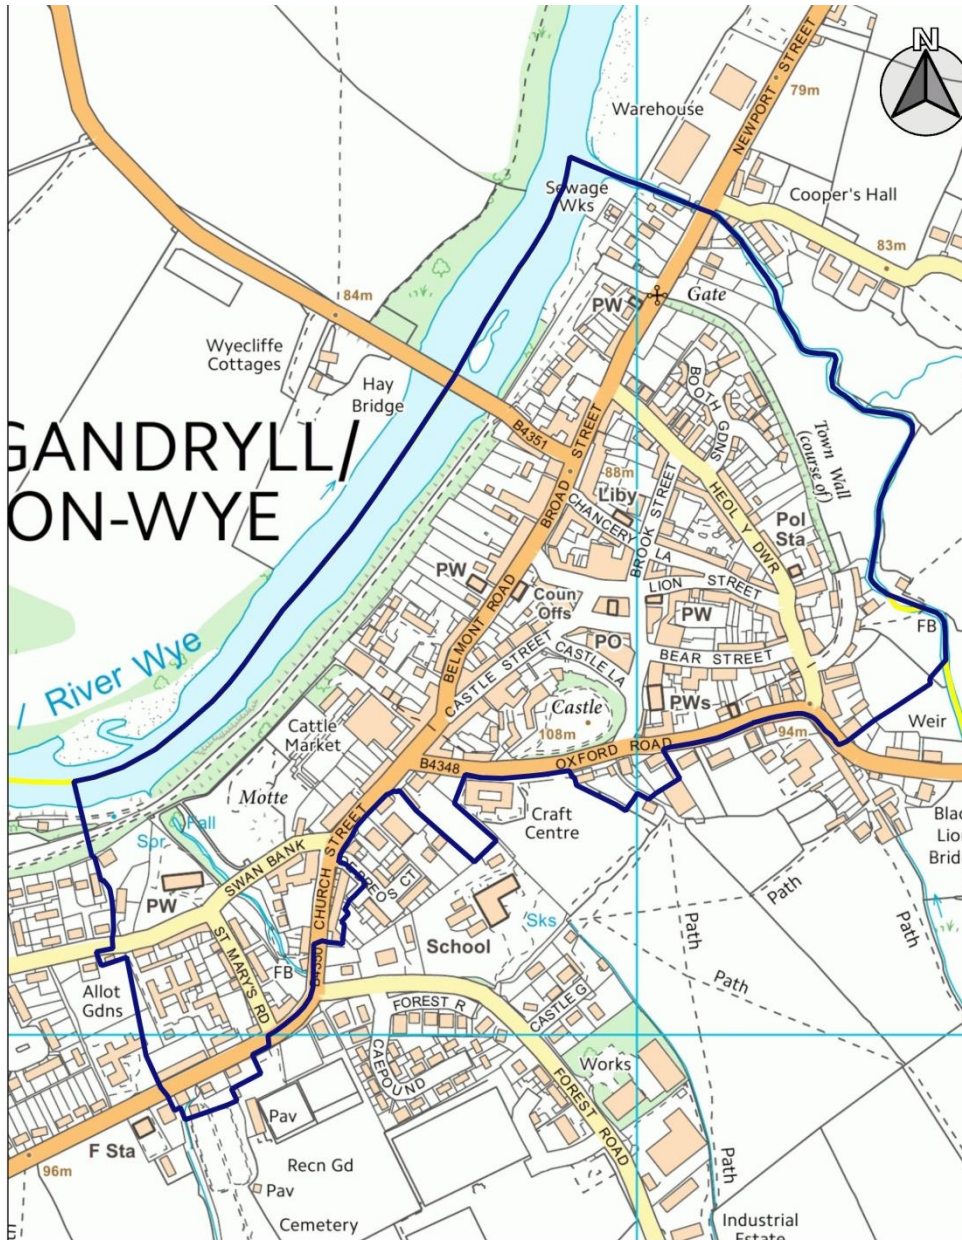 N
NEWPORT STREET
79m
Warehouse
Sewage
Wks
Cooper's Hall
83m
84m
Gate
PW
Wyecliffe
Cottages
Hay
Bridge
BOOTH GDNS
B4351
GANDRYLL/
ON-WYE
BROAD STREET
88m
Liby
Town Wall
(course of)
HEOL Y DWR
CHANCERY LA
BROOK STREET
Pol
Sta
PW
LION STREET
Coun
Offs
PW
FB
BELMONT ROAD
CASTLE STREET
CASTLE LA
PO
BEAR STREET
/ River Wye
PWs
Castle
108m
Cattle
Market
94m
Weir
OXFORD ROAD
B4348
Motte
Craft
Centre
Spr
Fall
Lion
SWAN BANK
CHURCH STREET
CT
PW
Path
School
Sks
Path
Path
ST MARY'S RD
FB
B4350
Path
Allot
Gdns
FOREST R
CASTLE G
CAEPOUND
Works
FOREST ROAD
Pav
F Sta
96m
Recn Gd
Pav
Path
Cemetery
Industrial
Estate